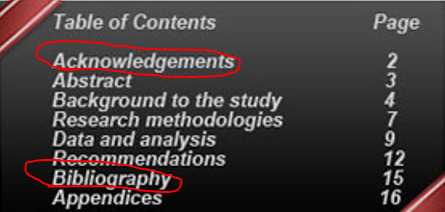 Table of Contents Page
Acknowledgements 2
Abstract 3
Background to the study 4
Research methodologies 7
Data and analysis 9
Recommendations 12
Bibliography 15
Appendices 16